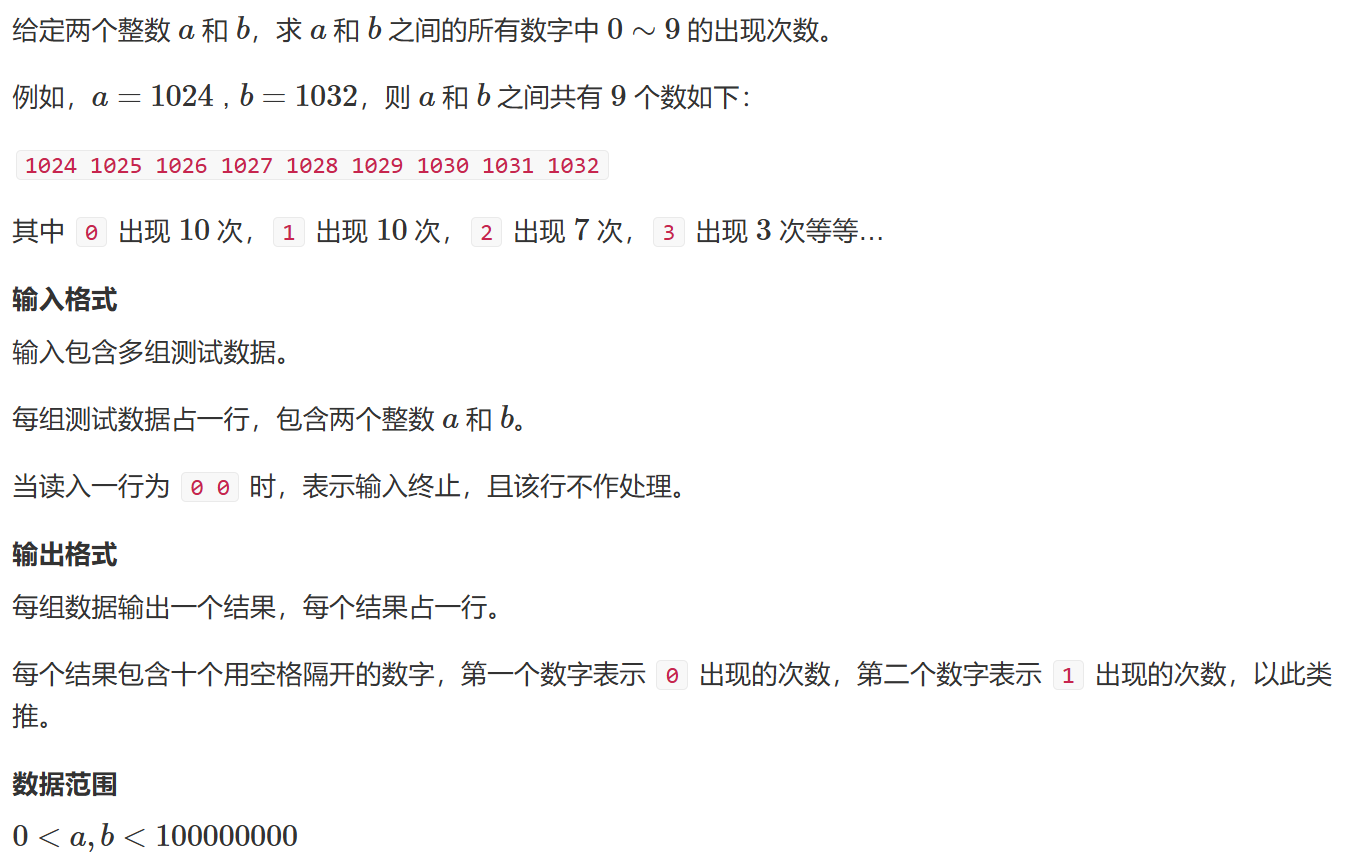 给定两个整数 a 和 b，求 a 和 b 之间的所有数字中 0 ∼ 9 的出现次数。
例如，a = 1024 , b = 1032，则 a 和 b 之间共有 9 个数如下：
1024 1025 1026 1027 1028 1029 1030 1031 1032
其中 0 出现 10 次， 1 出现 10 次， 2 出现 7 次， 3 出现 3 次等等…
输入格式
输入包含多组测试数据。
每组测试数据占一行，包含两个整数 a 和 b。
当读入一行为 0 0 时，表示输入终止，且该行不作处理。
输出格式
每组数据输出一个结果，每个结果占一行。
每个结果包含十个用空格隔开的数字，第一个数字表示 0 出现的次数，第二个数字表示 1 出现的次数，以此类
推。
数据范围
0 < a, b < 100000000